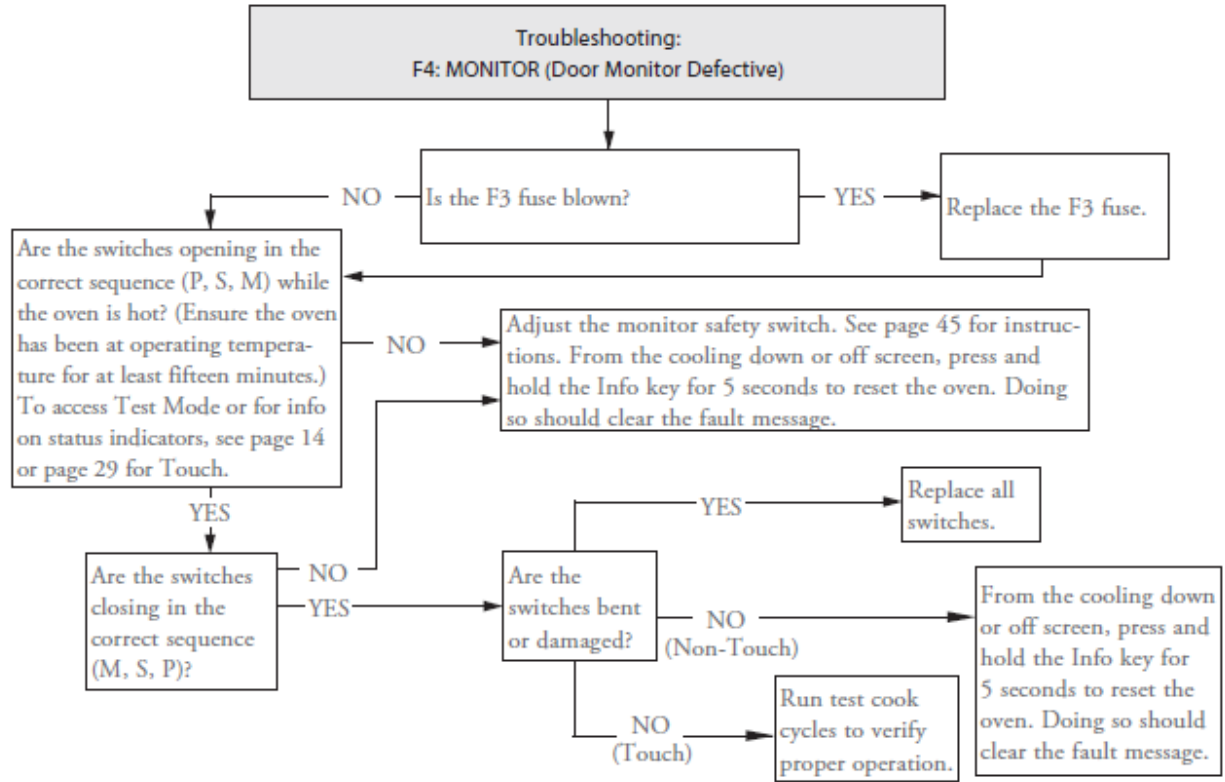 Troubleshooting:
F4: MONITOR (Door Monitor Defective)
NO
Is the F3 fuse blown?
YES
Replace the F3 fuse.
Are the switches opening in the
correct sequence (P, S, M) while
the oven is hot? (Ensure the oven
has been at operating tempera-
ture for at least fifteen minutes.)
To access Test Mode or for info
on status indicators, see page 14
or page 29 for Touch.
NO
Adjust the monitor safety switch. See page 45 for instruc-
tions. From the cooling down or off screen, press and
hold the Info key for 5 seconds to reset the oven. Doing
so should clear the fault message.
YES
Are the switches
closing in the
correct sequence
(M, S, P)?
NO
YES
Are the
switches bent
or damaged?
YES
Replace all
switches.
NO
(Non-Touch)
From the cooling down
or off screen, press and
hold the Info key for
5 seconds to reset the
oven. Doing so should
clear the fault message.
NO
(Touch)
Run test cook
cycles to verify
proper operation.